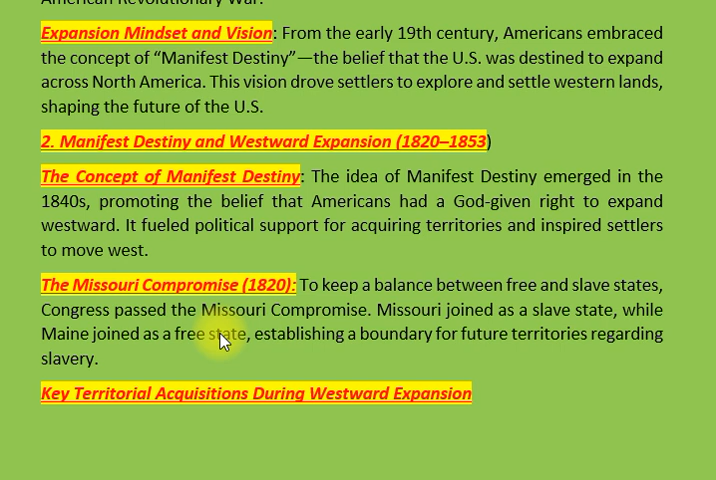 American Revolutionary War.
Expansion Mindset and Vision: From the early 19th century, Americans embraced
the concept of “Manifest Destiny”—the belief that the U.S. was destined to expand
across North America. This vision drove settlers to explore and settle western lands,
shaping the future of the U.S.
2. Manifest Destiny and Westward Expansion (1820–1853)
The Concept of Manifest Destiny: The idea of Manifest Destiny emerged in the
1840s, promoting the belief that Americans had a God-given right to expand
westward. It fueled political support for acquiring territories and inspired settlers
to move west.
The Missouri Compromise (1820): To keep a balance between free and slave states,
Congress passed the Missouri Compromise. Missouri joined as a slave state, while
Maine joined as a free state, establishing a boundary for future territories regarding
slavery.
Key Territorial Acquisitions During Westward Expansion